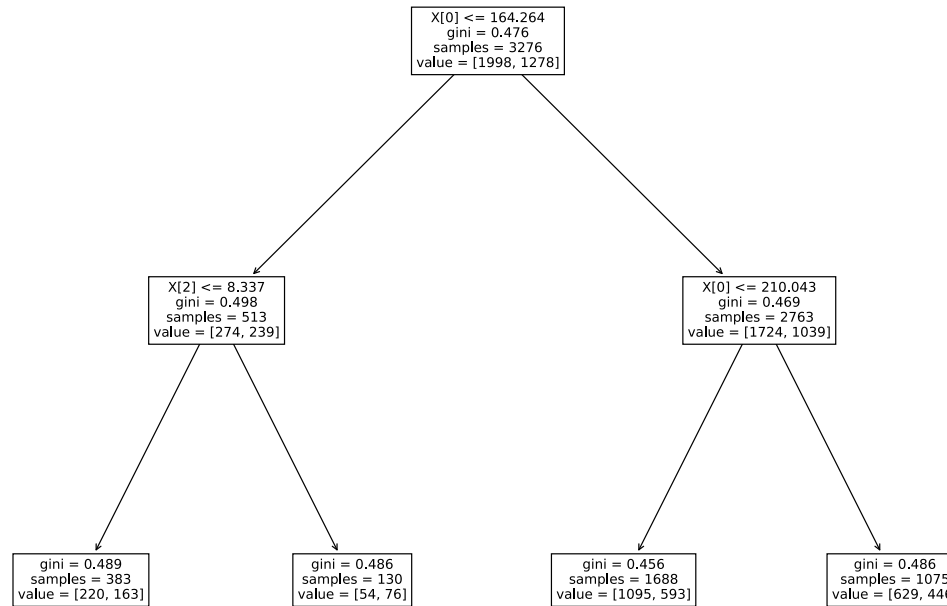 X[0] <= 164.264
gini = 0.476
samples = 3276
value = [1998, 1278]
X[2] <= 8.337
gini = 0.498
samples = 513
value = [274, 239]
X[0] <= 210.043
gini = 0.469
samples = 2763
value = [1724, 1039]
gini = 0.489
samples = 383
value = [220, 163]
gini = 0.486
samples = 130
value = [54, 76]
gini = 0.456
samples = 1688
value = [1095, 593]
gini = 0.486
samples = 1075
value = [629,